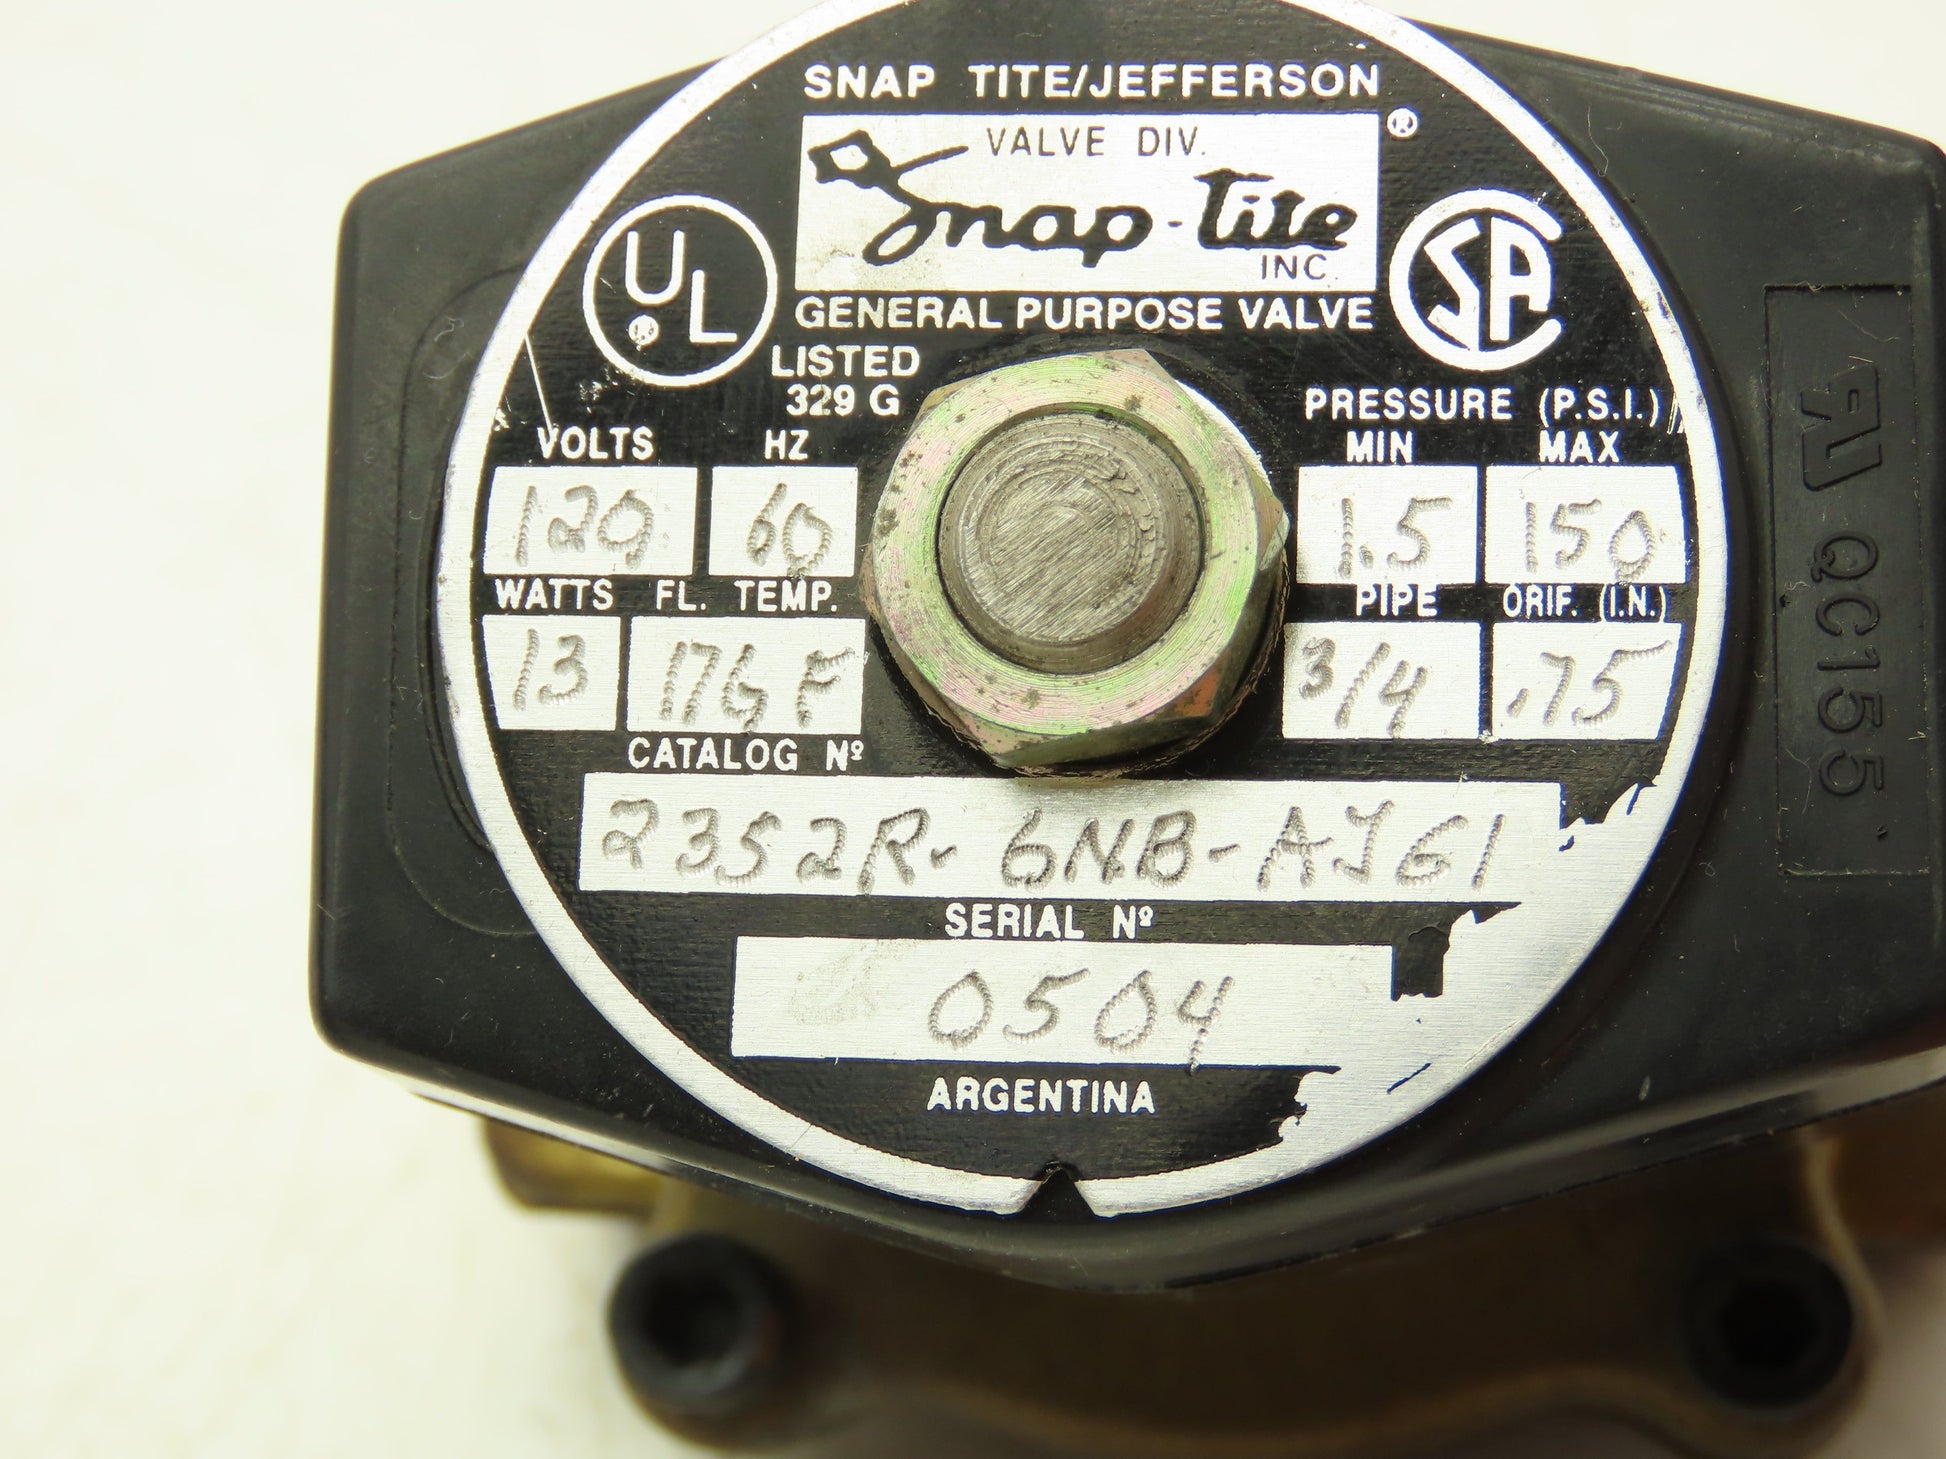 SNAP TITE/JEFFERSON
VALVE DIV. ®
Snap-Tite
INC.
UL ®
SA
GENERAL PURPOSE VALVE
LISTED
329 G
PRESSURE (P.S.I.)
VOLTS HZ MIN MAX
120 60 1.5 150
WATTS FL. TEMP. PIPE ORIF. (I.N.)
13 176F 3/4 .75
CATALOG Nº
2352R-6NB-AJ61
SERIAL Nº
0504
ARGENTINA
QC155